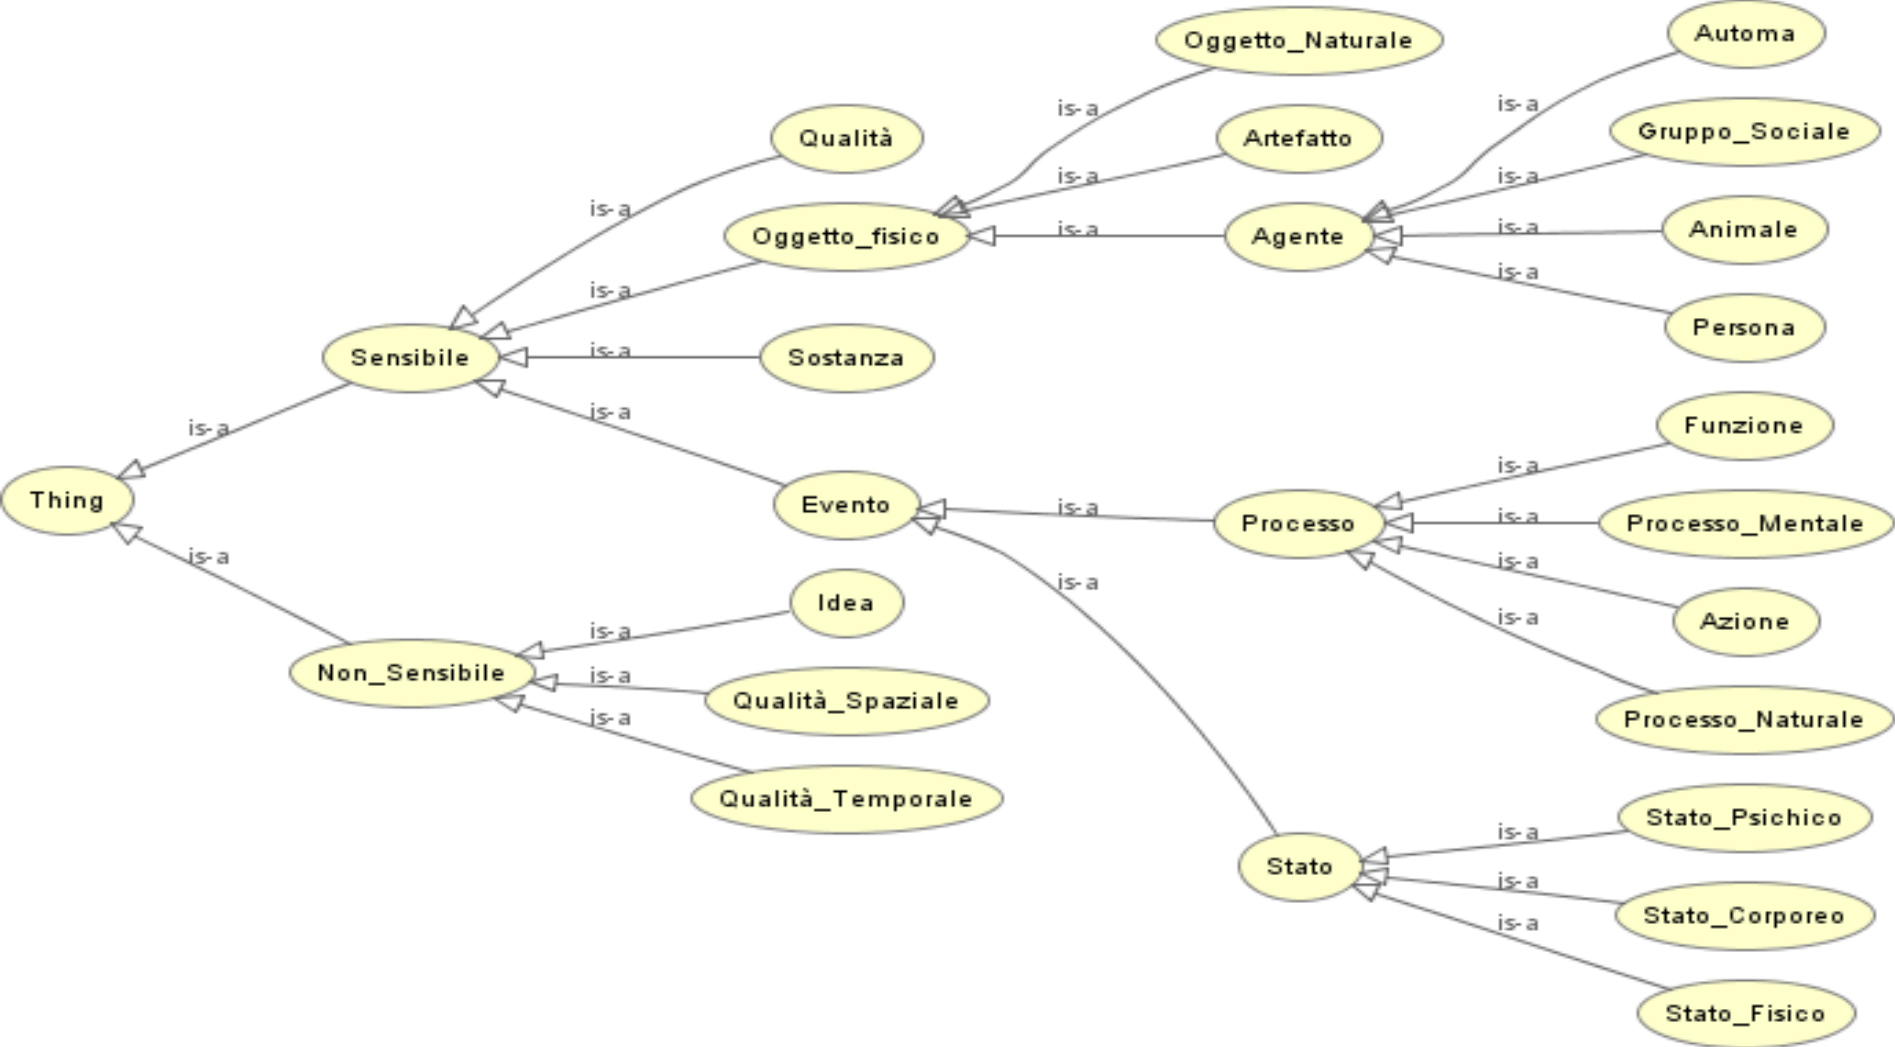 Thing
is-a
is-a
Sensibile
Non_Sensibile
is-a
is-a
is-a
is-a
is-a
is-a
is-a
Qualità
Oggetto_fisico
Sostanza
Evento
Idea
Qualità_Spaziale
Qualità_Temporale
is-a
is-a
is-a
is-a
is-a
Oggetto_Naturale
Artefatto
Agente
Processo
Stato
is-a
is-a
is-a
is-a
is-a
is-a
is-a
is-a
is-a
is-a
is-a
Automa
Gruppo_Sociale
Animale
Persona
Funzione
Processo_Mentale
Azione
Processo_Naturale
Stato_Psichico
Stato_Corporeo
Stato_Fisico